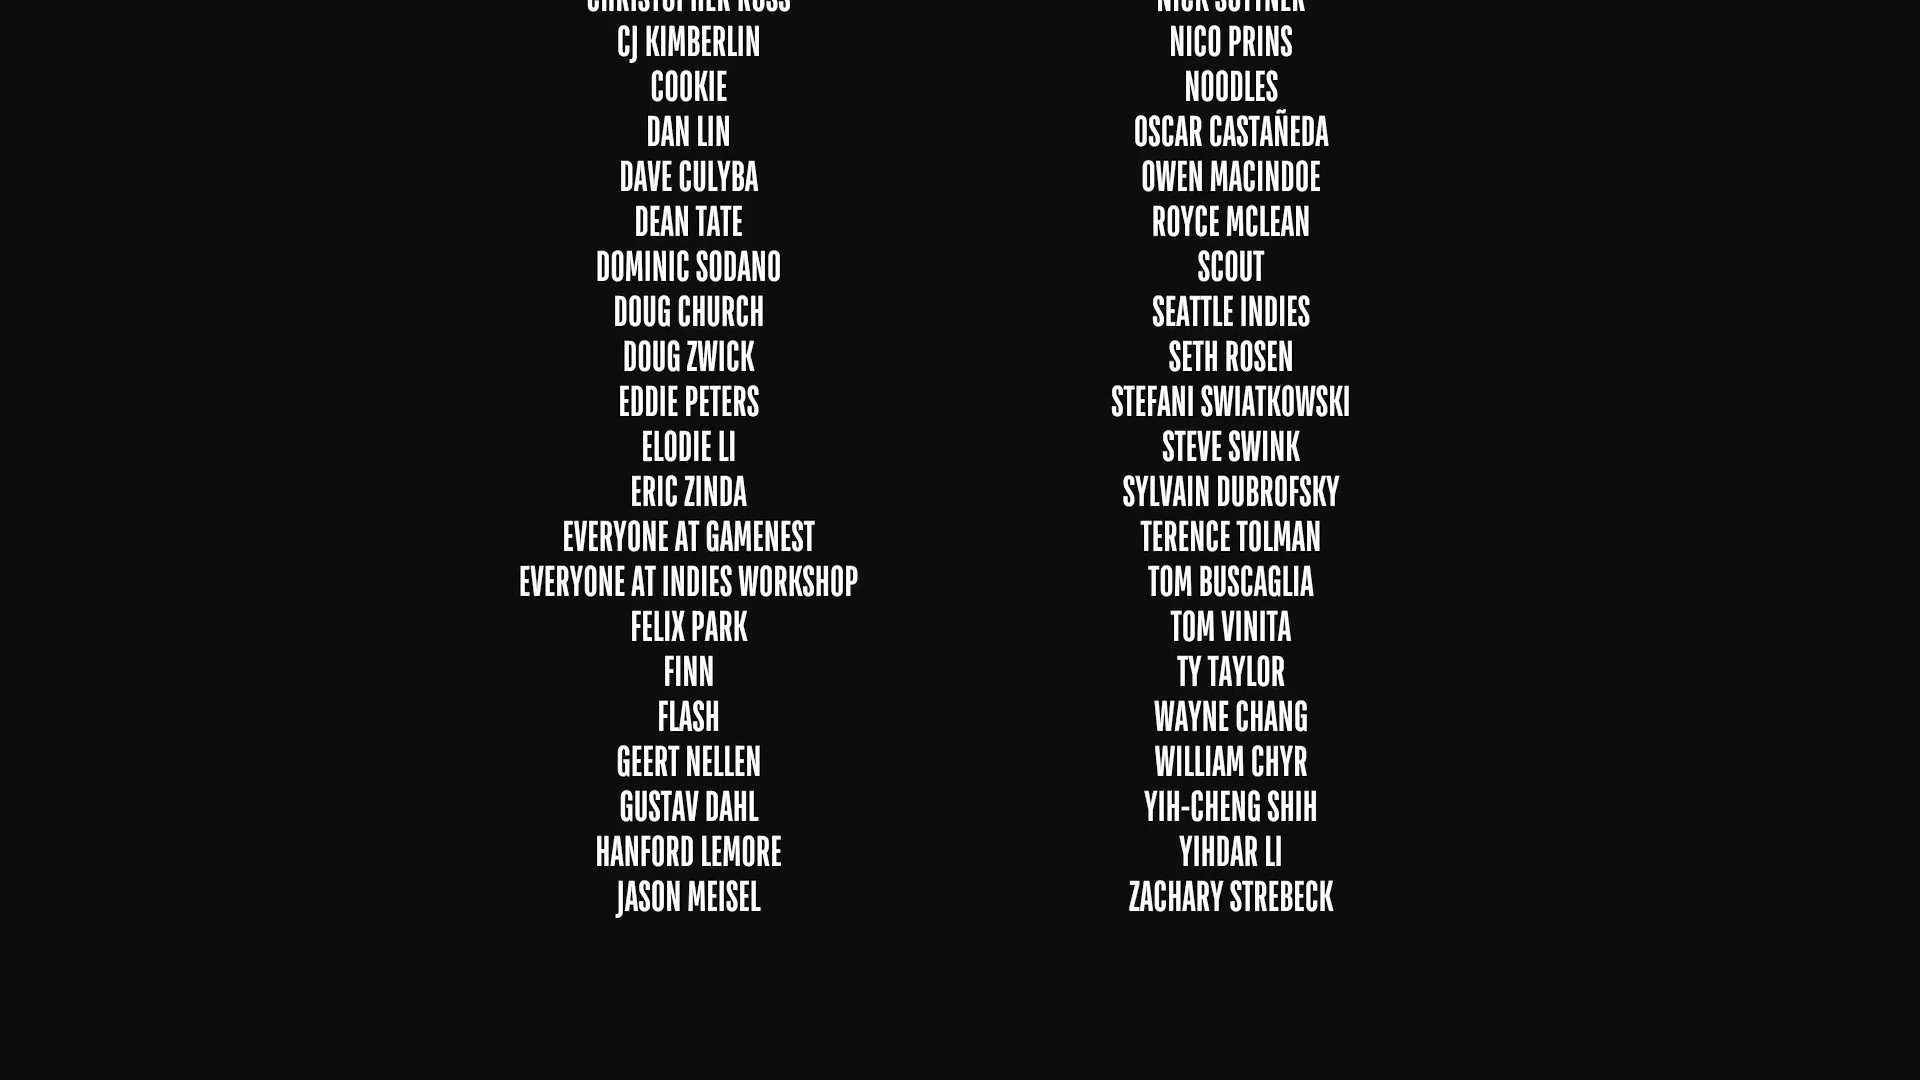 CHRISTOPHER ROSS
CJ KIMBERLIN
COOKIE
DAN LIN
DAVE CULYBA
DEAN TATE
DOMINIC SODANO
DOUG CHURCH
DOUG ZWICK
EDDIE PETERS
ELODIE LI
ERIC ZINDA
EVERYONE AT GAMENEST
EVERYONE AT INDIES WORKSHOP
FELIX PARK
FINN
FLASH
GEERT NELLEN
GUSTAV DAHL
HANFORD LEMORE
JASON MEISEL
NICK SUTTNER
NICO PRINS
NOODLES
OSCAR CASTAÑEDA
OWEN MACINDOE
ROYCE MCLEAN
SCOUT
SEATTLE INDIES
SETH ROSEN
STEFANI SWIATKOWSKI
STEVE SWINK
SYLVAIN DUBROFSKY
TERENCE TOLMAN
TOM BUSCAGLIA
TOM VINITA
TY TAYLOR
WAYNE CHANG
WILLIAM CHYR
YIH-CHENG SHIH
YIHDAR LI
ZACHARY STREBECK